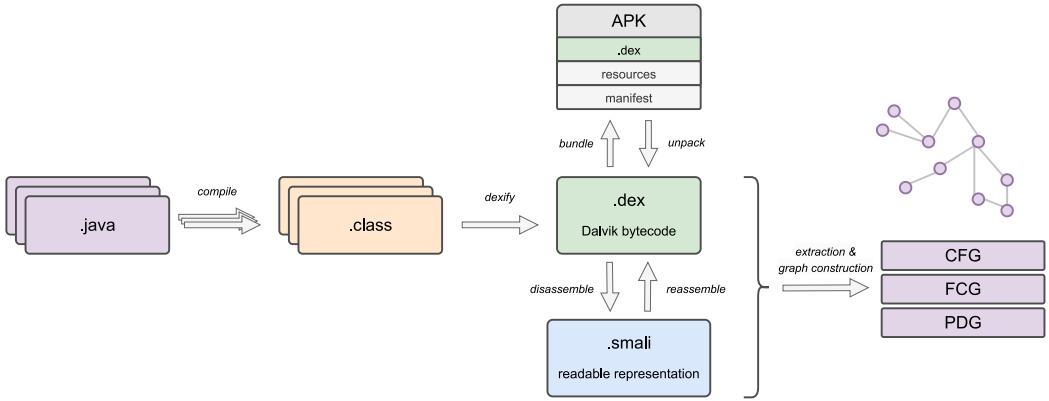 APK
.dex
resources
manifest
bundle
unpack
compile
.java
.class
dexify
.dex
Dalvik bytecode
disassemble
reassemble
.smali
readable representation
extraction &
graph construction
CFG
FCG
PDG